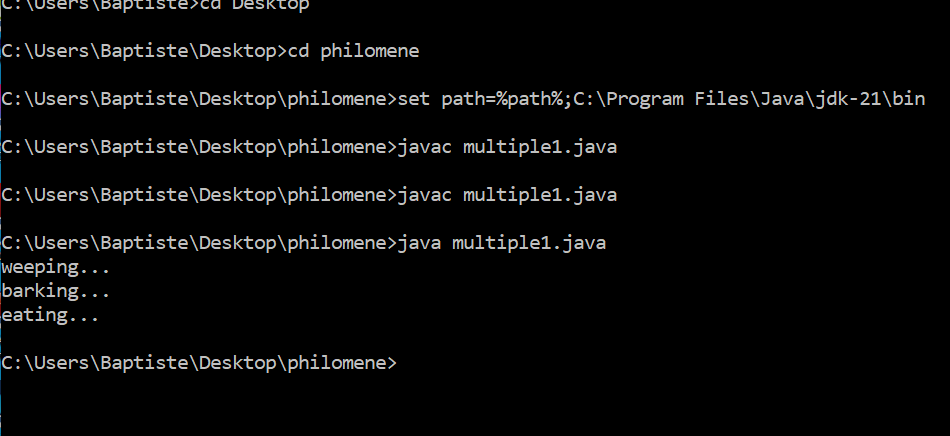 C:\Users\Baptiste>cd Desktop
C:\Users\Baptiste\Desktop>cd philomene
C:\Users\Baptiste\Desktop\philomene>set path=%path%;C:\Program Files\Java\jdk-21\bin
C:\Users\Baptiste\Desktop\philomene>javac multiple1.java
C:\Users\Baptiste\Desktop\philomene>javac multiple1.java
C:\Users\Baptiste\Desktop\philomene>java multiple1.java
weeping...
barking...
eating...
C:\Users\Baptiste\Desktop\philomene>